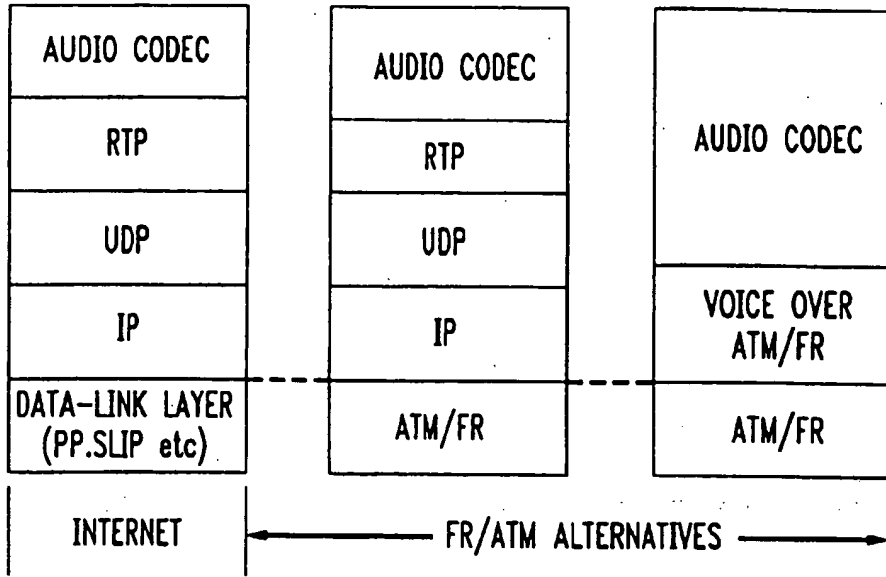 AUDIO CODEC
RTP
UDP
IP
DATA-LINK LAYER
(PP.SLIP etc)
INTERNET
AUDIO CODEC
RTP
UDP
IP
ATM/FR
AUDIO CODEC
VOICE OVER
ATM/FR
ATM/FR
FR/ATM ALTERNATIVES